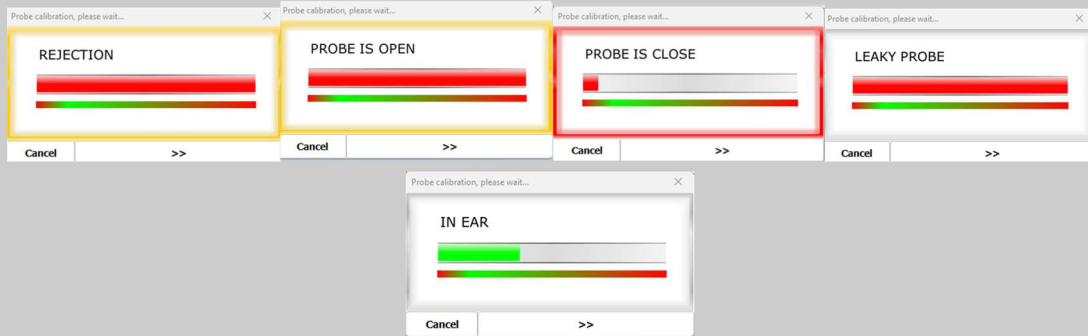 Probe calibration, please wait...
REJECTION
Cancel >>
Probe calibration, please wait...
PROBE IS OPEN
Cancel >>
Probe calibration, please wait...
PROBE IS CLOSE
Cancel >>
Probe calibration, please wait...
LEAKY PROBE
Cancel >>
Probe calibration, please wait...
IN EAR
Cancel >>